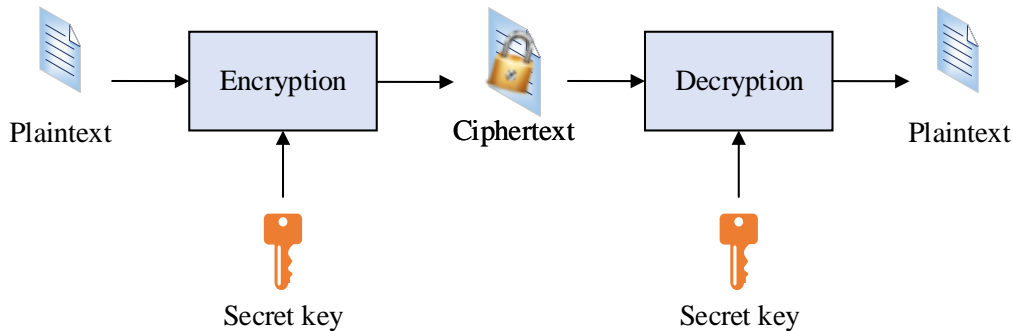 Encryption
Decryption
Plaintext
Ciphertext
Plaintext
Secret key
Secret key